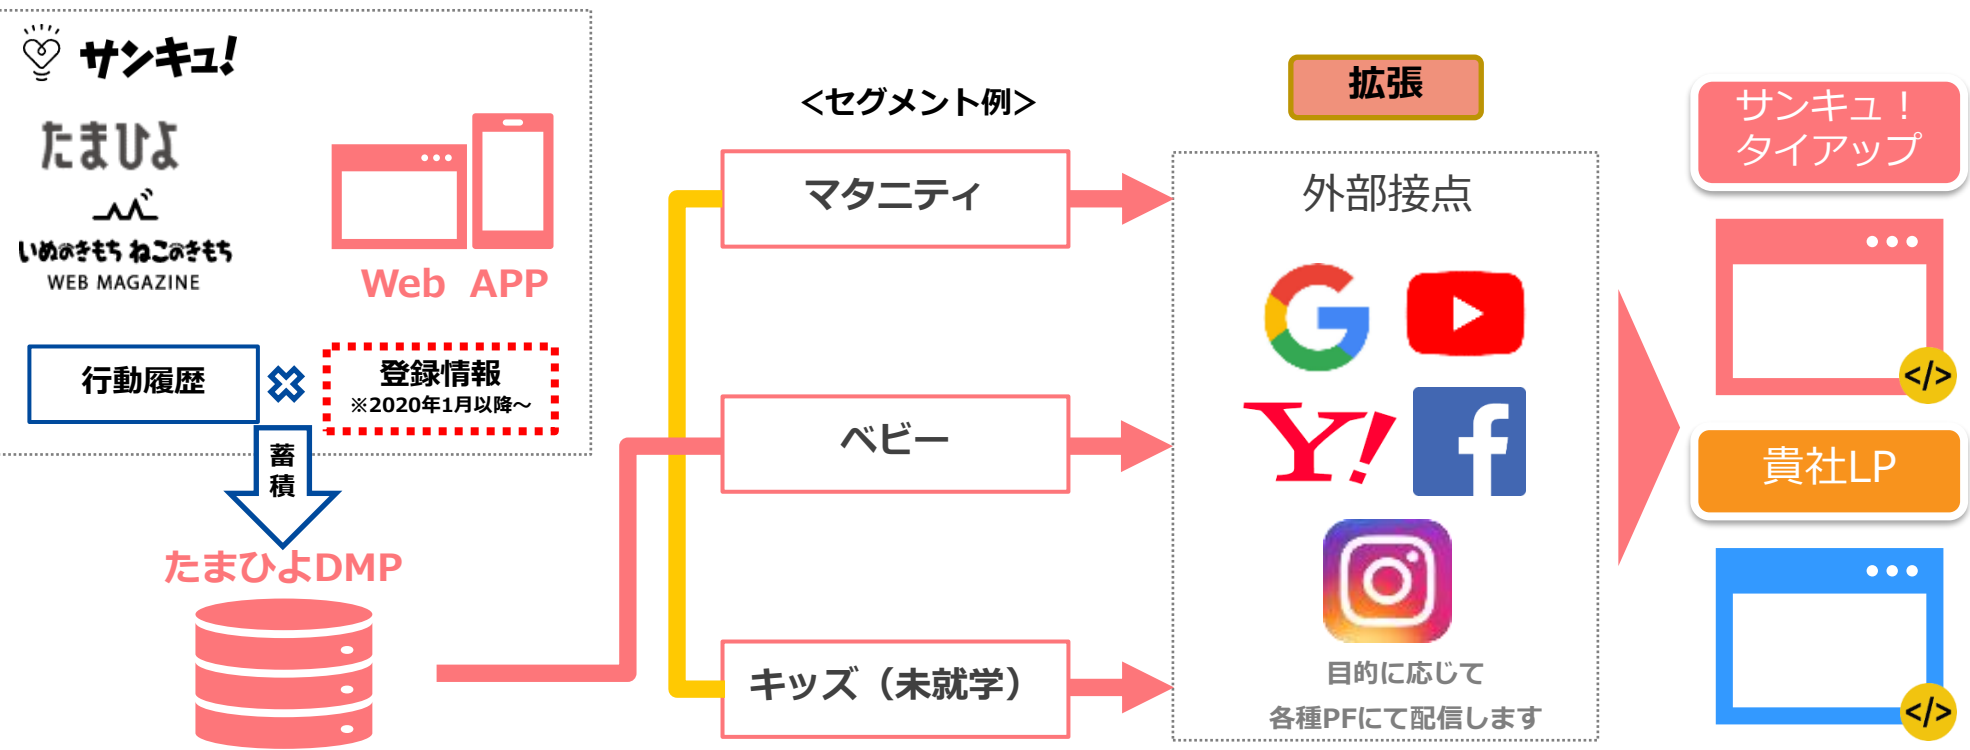 サンキュ!
たまひよ
いぬのきもち ねこのきもち
WEB MAGAZINE
Web APP
行動履歴
登録情報
※2020年1月以降～
蓄積
たまひよDMP
<セグメント例>
マタニティ
ベビー
キッズ（未就学）
拡張
外部接点
Y!
目的に応じて
各種PFにて配信します
サンキュ！
タイアップ
</>
貴社LP
</>